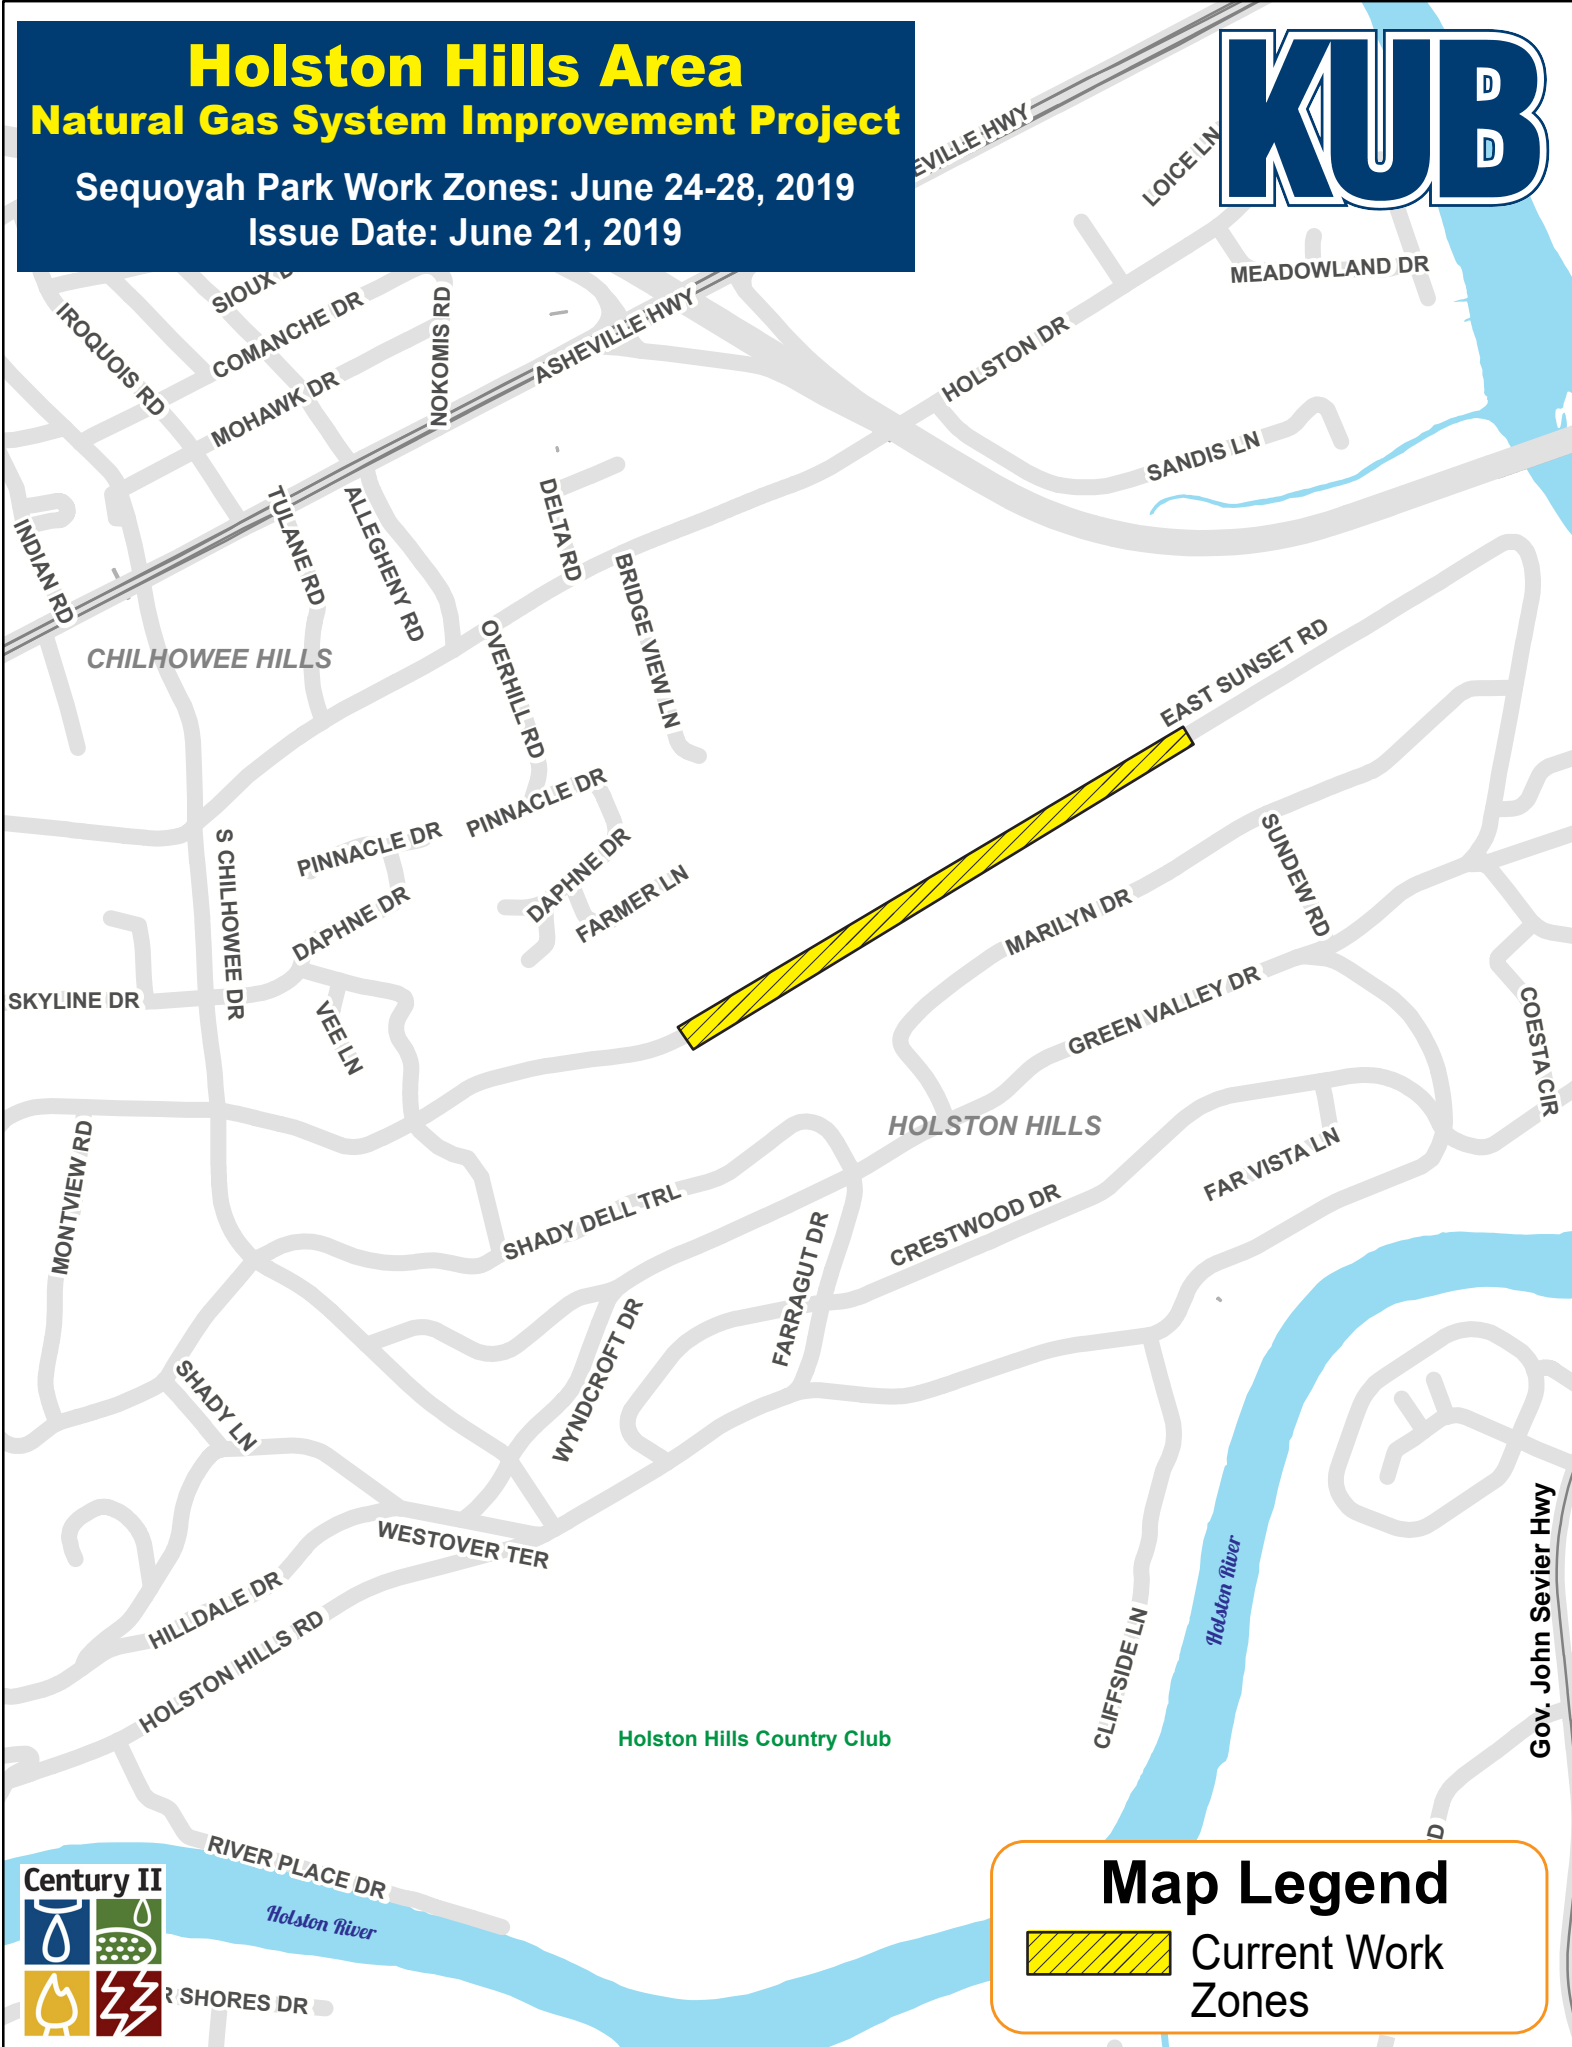 Holston Hills Area
Natural Gas System Improvement Project
Sequoyah Park Work Zones: June 24-28, 2019
Issue Date: June 21, 2019
KUB
EVILLE HWY
LOICE LN
MEADOWLAND DR
SIOUX D
COMANCHE DR
IROQUOIS RD
MOHAWK DR
NOKOMIS RD
ASHEVILLE HWY
HOLSTON DR
SANDIS LN
INDIAN RD
TULANE RD
ALLEGHENY RD
DELTA RD
BRIDGE VIEW LN
OVERHILL RD
CHILHOWEE HILLS
EAST SUNSET RD
PINNACLE DR
PINNACLE DR
S CHILHOWEE DR
DAPHNE DR
DAPHNE DR
FARMER LN
SUNDEW RD
MARILYN DR
SKYLINE DR
VEE LN
GREEN VALLEY DR
COESTA CIR
HOLSTON HILLS
MONTVIEW RD
FAR VISTA LN
SHADY DELL TRL
CRESTWOOD DR
FARRAGUT DR
WYNDCROFT DR
SHADY LN
WESTOVER TER
HILLDALE DR
HOLSTON HILLS RD
CLIFFSIDE LN
Holston River
Gov. John Sevier Hwy
Holston Hills Country Club
RIVER PLACE DR
Holston River
Century II
R SHORES DR
D
Map Legend
Current Work
Zones